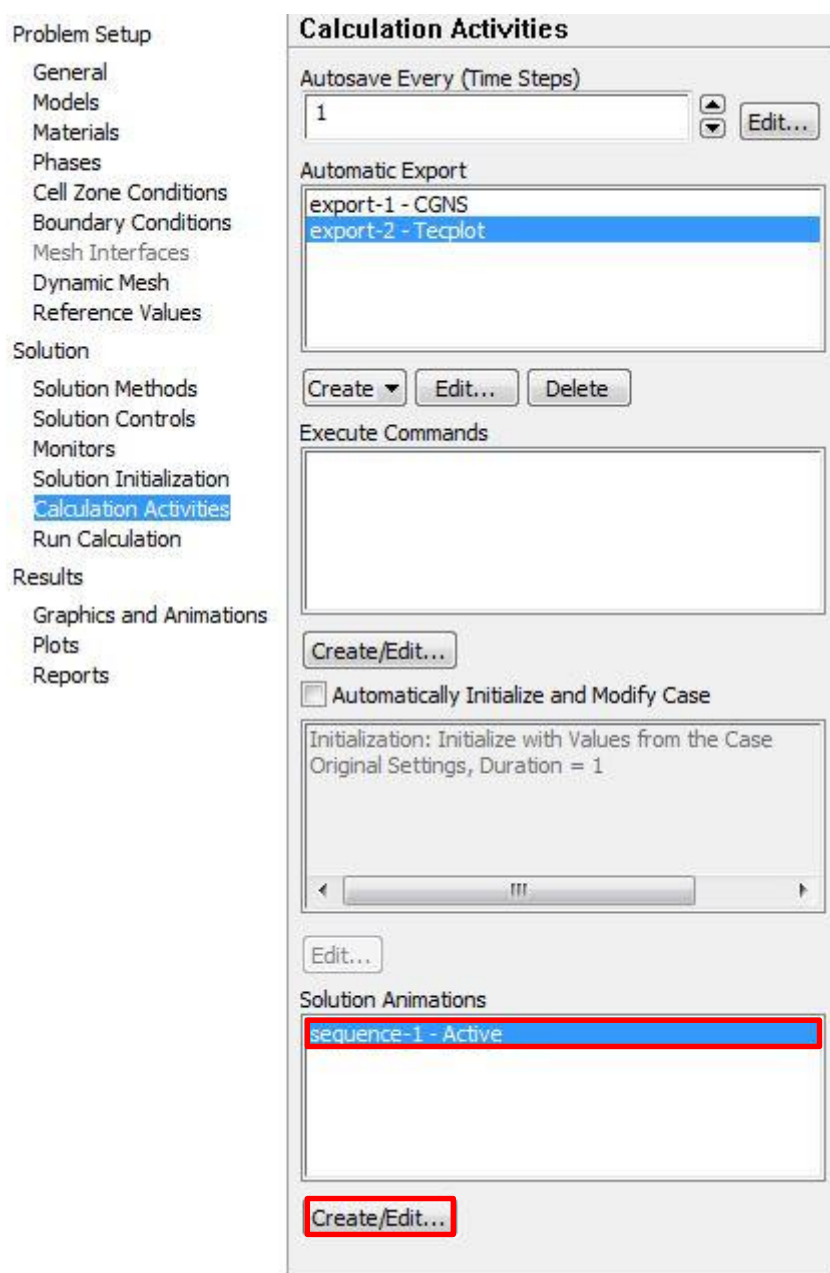 Problem Setup
General
Models
Materials
Phases
Cell Zone Conditions
Boundary Conditions
Mesh Interfaces
Dynamic Mesh
Reference Values
Solution
Solution Methods
Solution Controls
Monitors
Solution Initialization
Calculation Activities
Run Calculation
Results
Graphics and Animations
Plots
Reports
Calculation Activities
Autosave Every (Time Steps)
1
Edit...
Automatic Export
export-1 - CGNS
export-2 - Tecplot
Create Edit... Delete
Execute Commands
Create/Edit...
Automatically Initialize and Modify Case
Initialization: Initialize with Values from the Case
Original Settings, Duration = 1
Edit...
Solution Animations
sequence-1 - Active
Create/Edit...